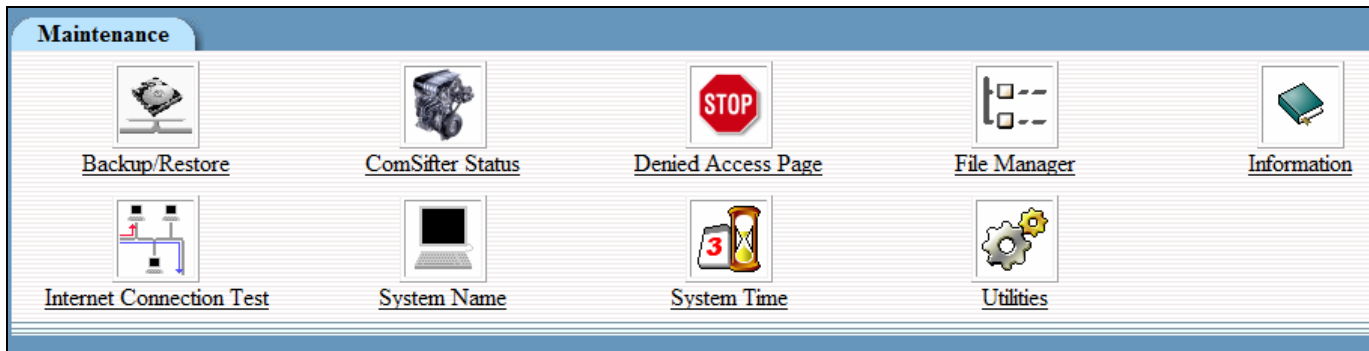 Maintenance
STOP
Backup/Restore ComSifter Status Denied Access Page File Manager Information
3
Internet Connection Test System Name System Time Utilities